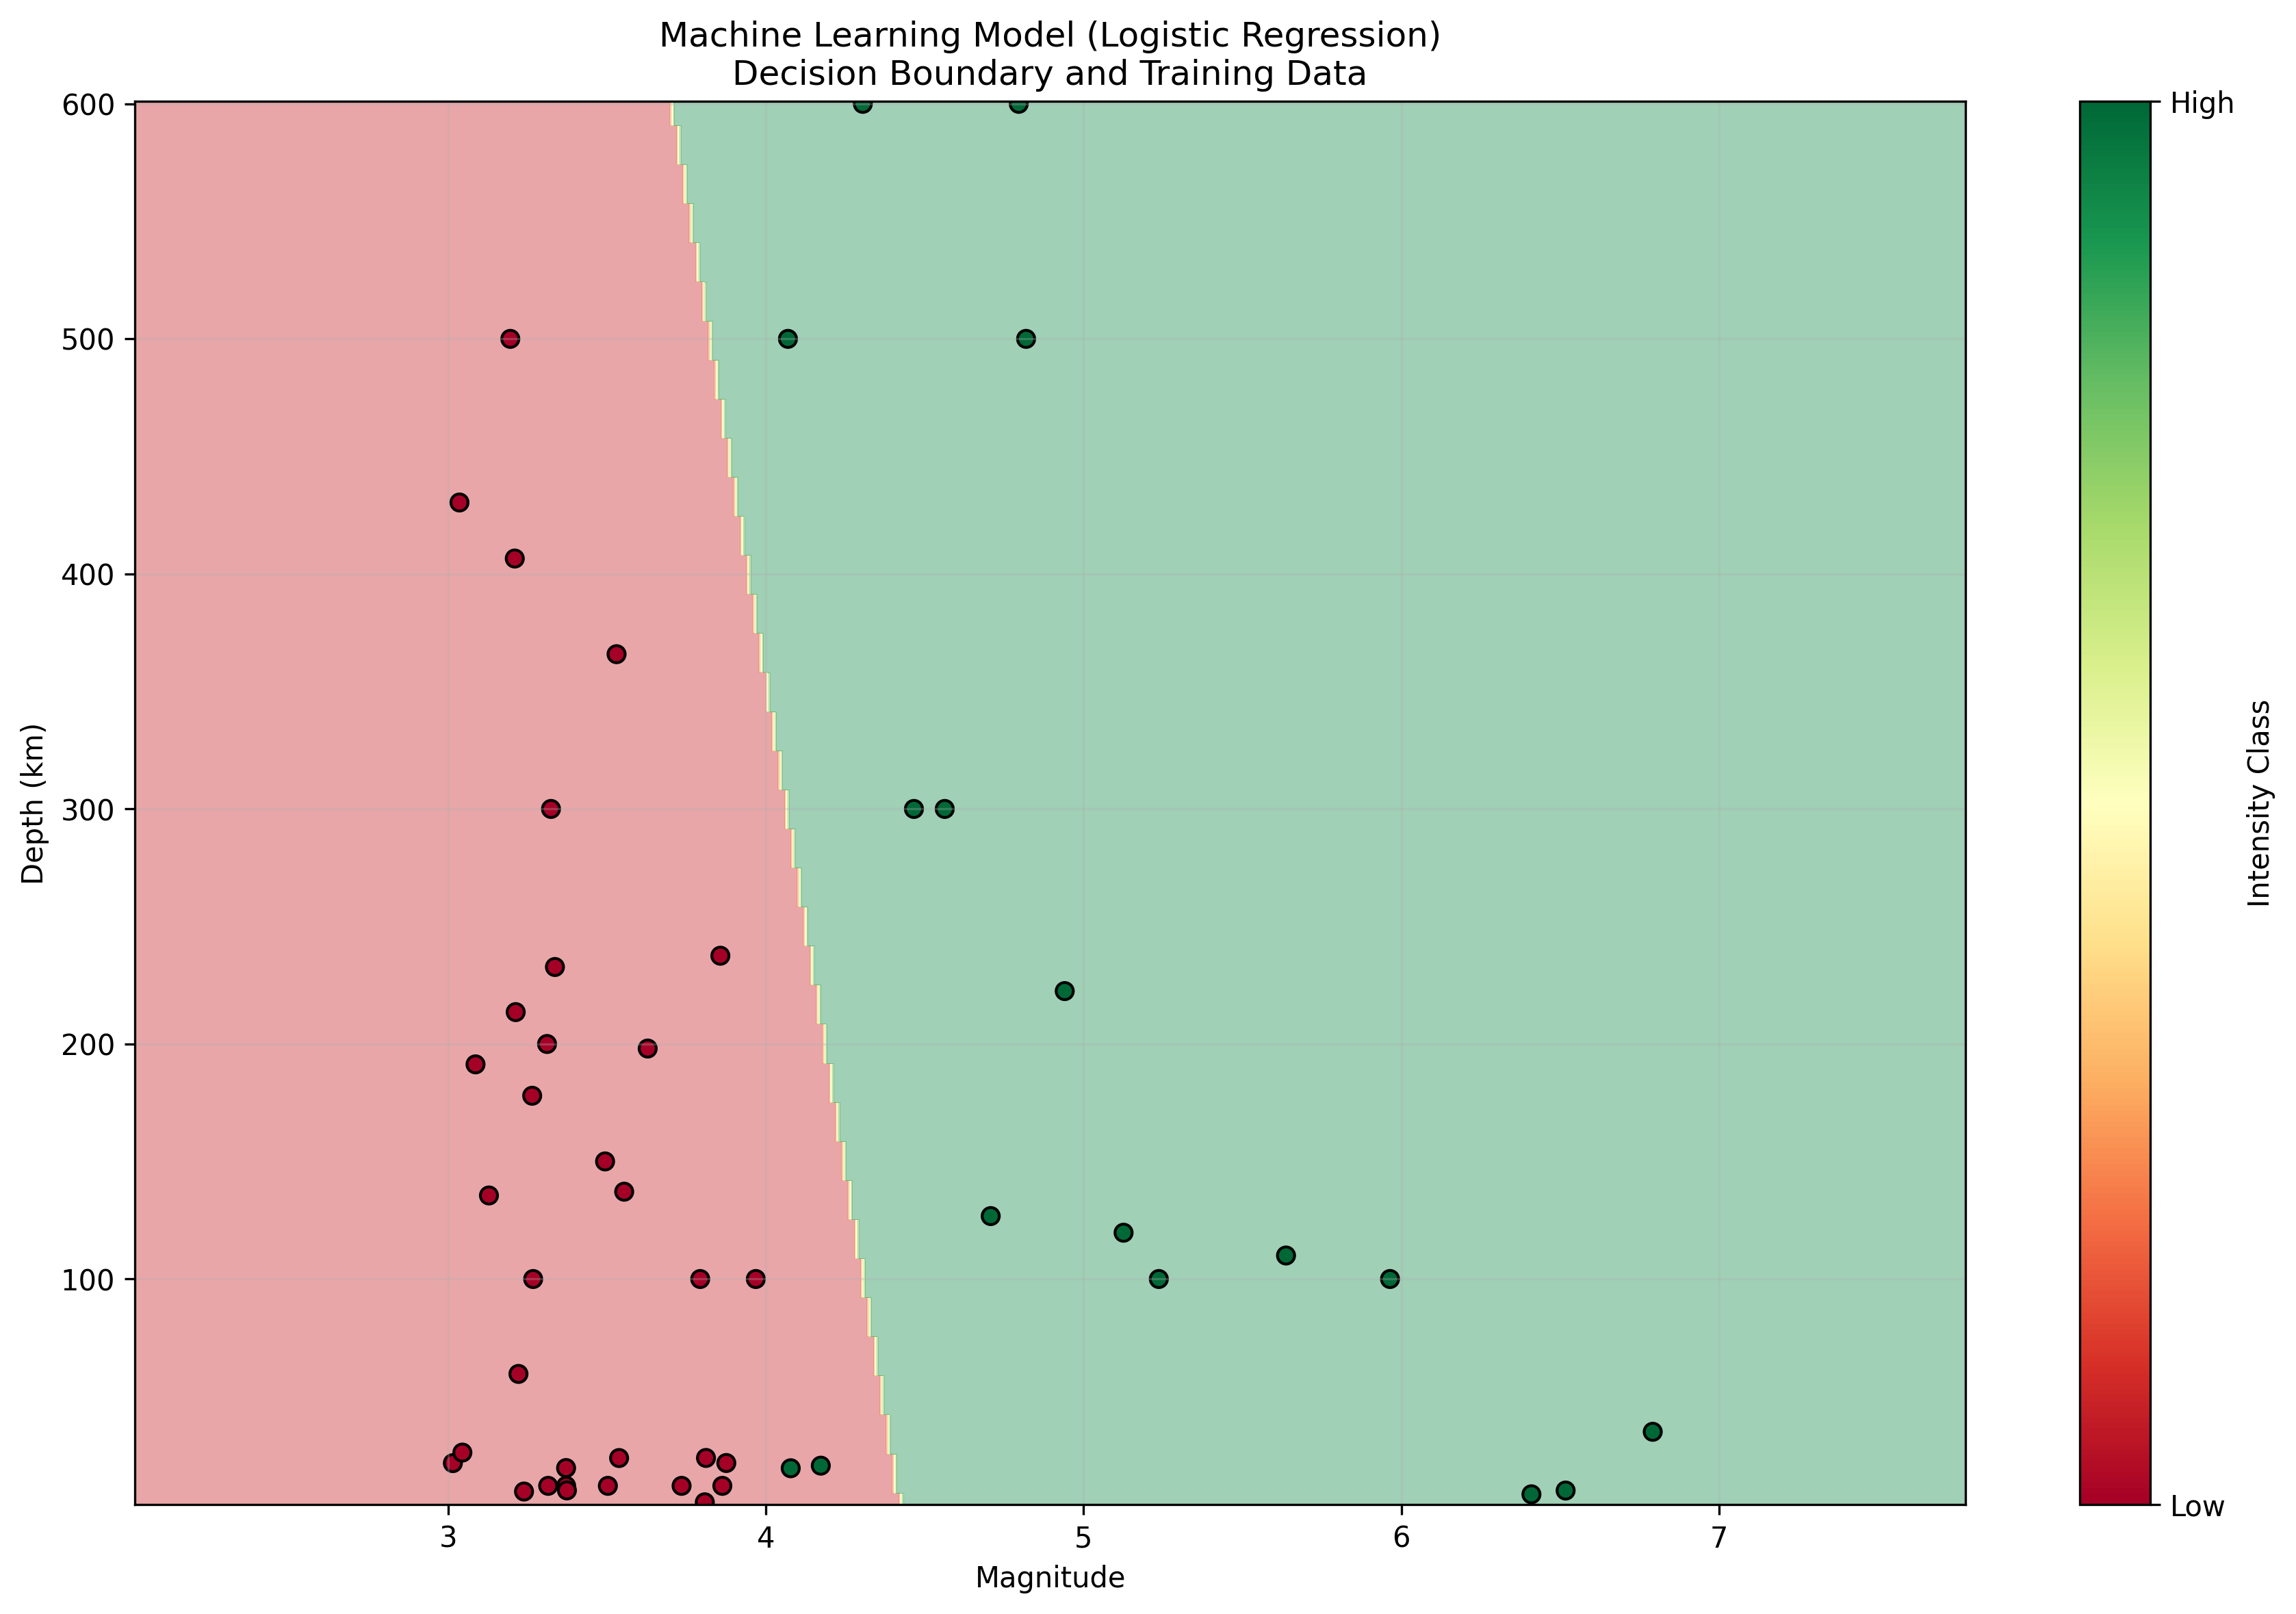 Machine Learning Model (Logistic Regression)
Decision Boundary and Training Data
600
500
400
300
200
100
Depth (km)
3 4 5 6 7
Magnitude
High
Low
Intensity Class